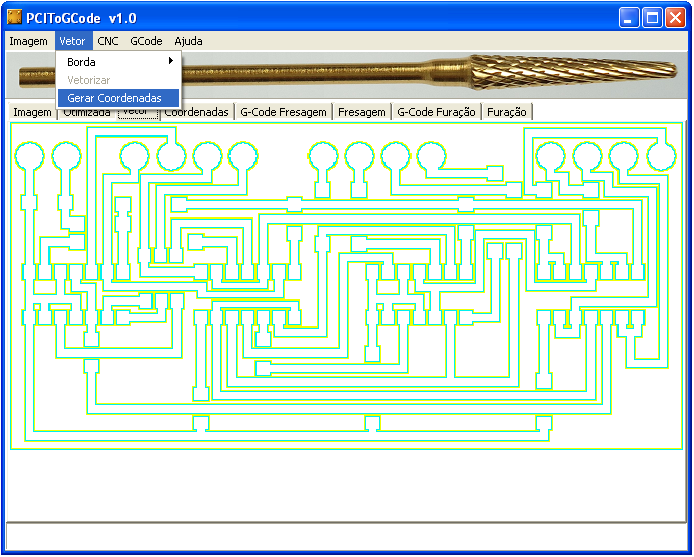 PCIToGCode v1.0
Imagem Vetor CNC GCode Ajuda
Borda
Vetorizar
Gerar Coordenadas
Imagem Otimizada Vetor Coordenadas G-Code Fresagem Fresagem G-Code Furação Furação